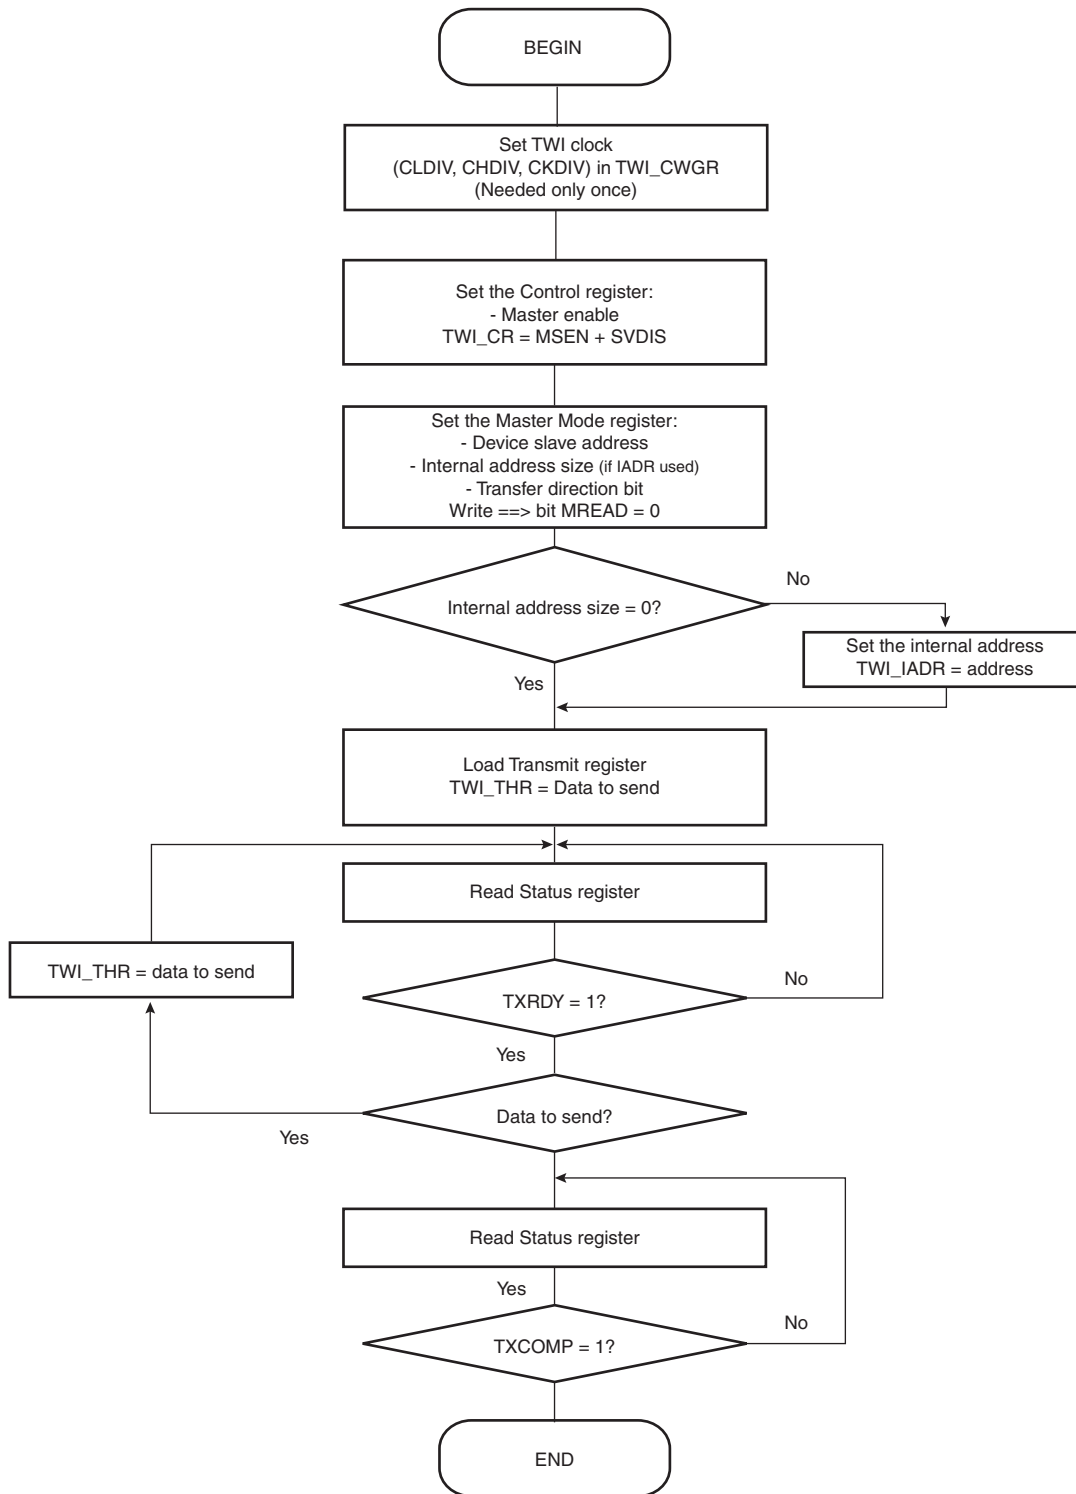 BEGIN
Set TWI clock
(CLDIV, CHDIV, CKDIV) in TWI_CWGR
(Needed only once)
Set the Control register:
- Master enable
TWI_CR = MSEN + SVDIS
Set the Master Mode register:
- Device slave address
- Internal address size (if IADR used)
- Transfer direction bit
Write ==> bit MREAD = 0
No
Internal address size = 0?
Set the internal address
TWI_IADR = address
Yes
Load Transmit register
TWI_THR = Data to send
Read Status register
TWI_THR = data to send
No
TXRDY = 1?
Yes
Data to send?
Yes
Read Status register
Yes
No
TXCOMP = 1?
END